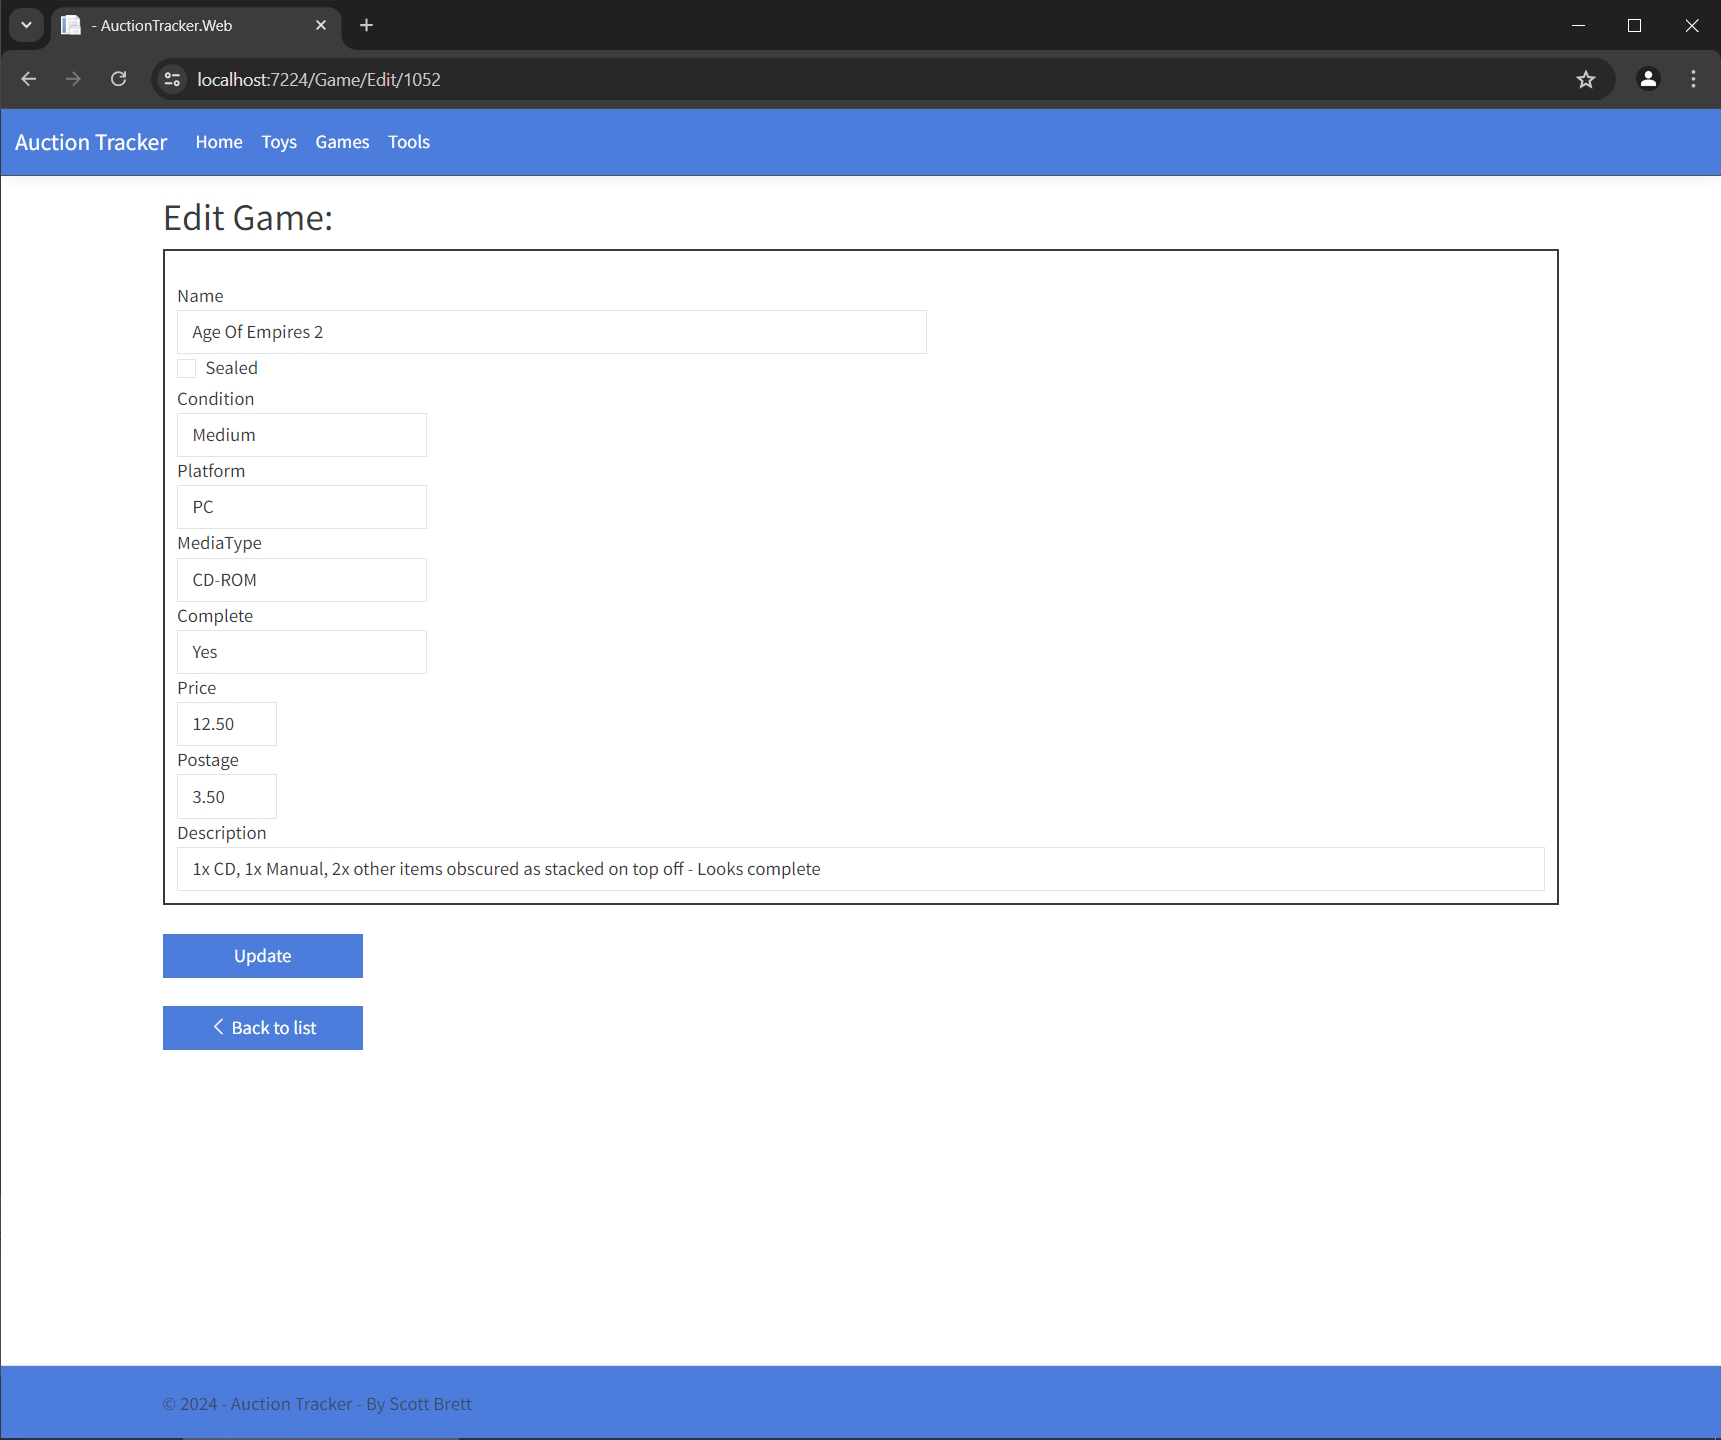 - AuctionTracker.Web
localhost:7224/Game/Edit/1052
Auction Tracker Home Toys Games Tools
Edit Game:
Name
Age Of Empires 2
Sealed
Condition
Medium
Platform
PC
MediaType
CD-ROM
Complete
Yes
Price
12.50
Postage
3.50
Description
1x CD, 1x Manual, 2x other items obscured as stacked on top off - Looks complete
Update
Back to list
© 2024 - Auction Tracker - By Scott Brett